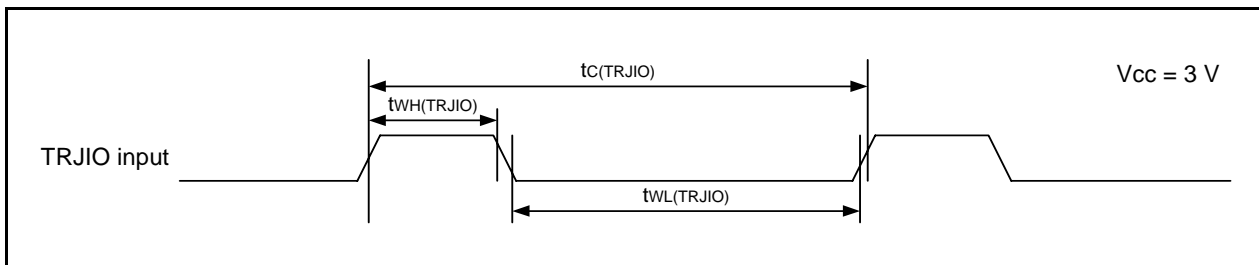 tC(TRJIO)
Vcc = 3 V
tWH(TRJIO)
TRJIO input
tWL(TRJIO)